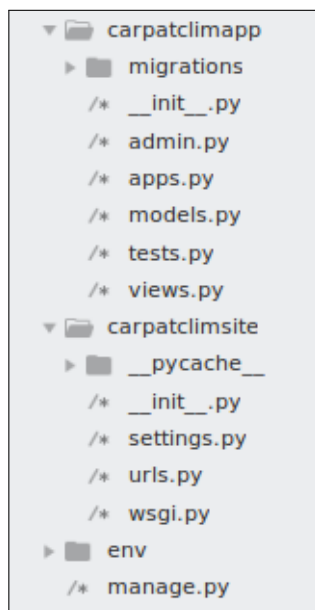 carpatclimapp
migrations
/* __init__.py
/* admin.py
/* apps.py
/* models.py
/* tests.py
/* views.py
carpatclimsite
__pycache__
/* __init__.py
/* settings.py
/* urls.py
/* wsgi.py
env
/* manage.py